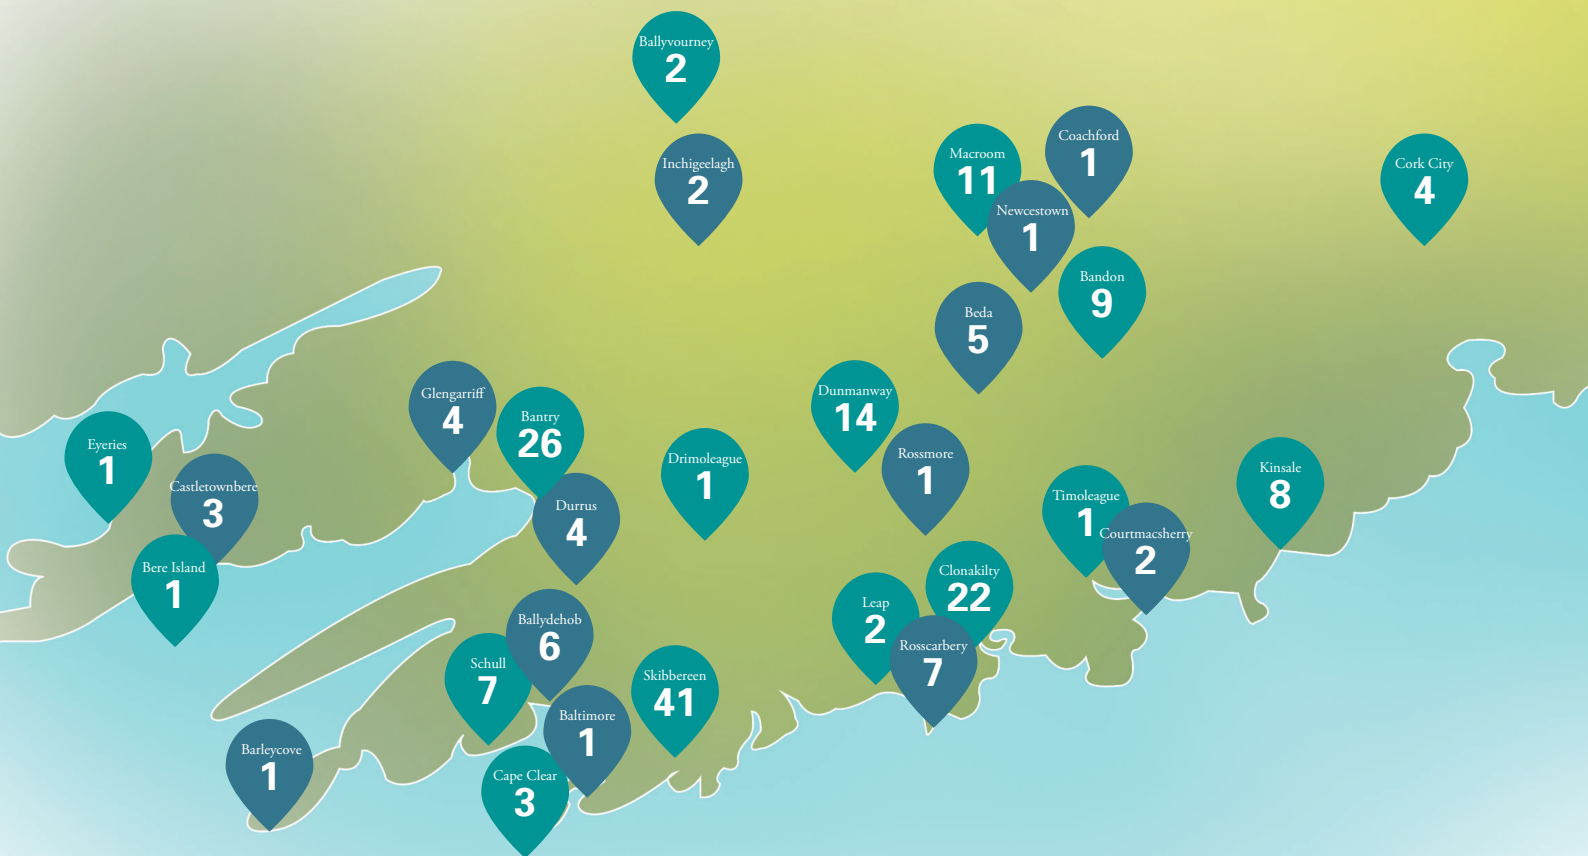 Ballyvourney
2
Inchigeelagh
2
Macroom
11
Coachford
1
Cork City
4
Newcestown
1
Bandon
9
Beda
5
Glengarriff
4
Bantry
26
Dunmanway
14
Eyeries
1
Castletownbere
3
Drimoleague
1
Rossmore
1
Kinsale
8
Durrus
4
Timoleague
1
Courtmacsherry
2
Bere Island
1
Clonakilty
22
Leap
2
Ballydehob
6
Rosscarbery
7
Schull
7
Skibbereen
41
Baltimore
1
Barleycove
1
Cape Clear
3